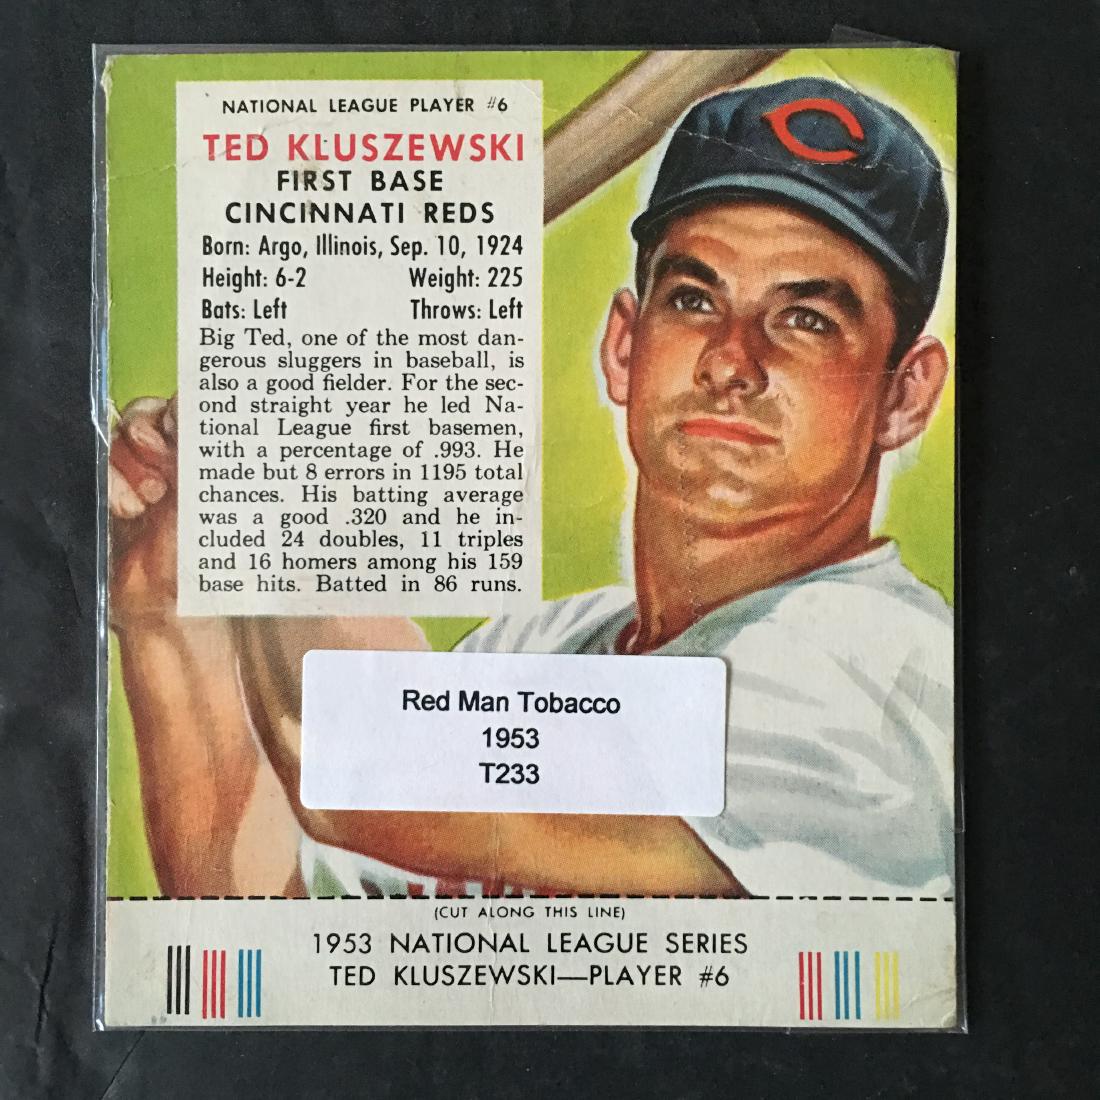 NATIONAL LEAGUE PLAYER #6
TED KLUSZEWSKI
FIRST BASE
CINCINNATI REDS
Born: Argo, Illinois, Sep. 10, 1924
Height: 6-2 Weight: 225
Bats: Left Throws: Left
Big Ted, one of the most dan-
gerous sluggers in baseball, is
also a good fielder. For the sec-
ond straight year he led Na-
tional League first basemen,
with a percentage of .993. He
made but 8 errors in 1195 total
chances. His batting average
was a good .320 and he in-
cluded 24 doubles, 11 triples
and 16 homers among his 159
base hits. Batted in 86 runs.
C
Red Man Tobacco
1953
T233
(CUT ALONG THIS LINE)
1953 NATIONAL LEAGUE SERIES
TED KLUSZEWSKI—PLAYER #6